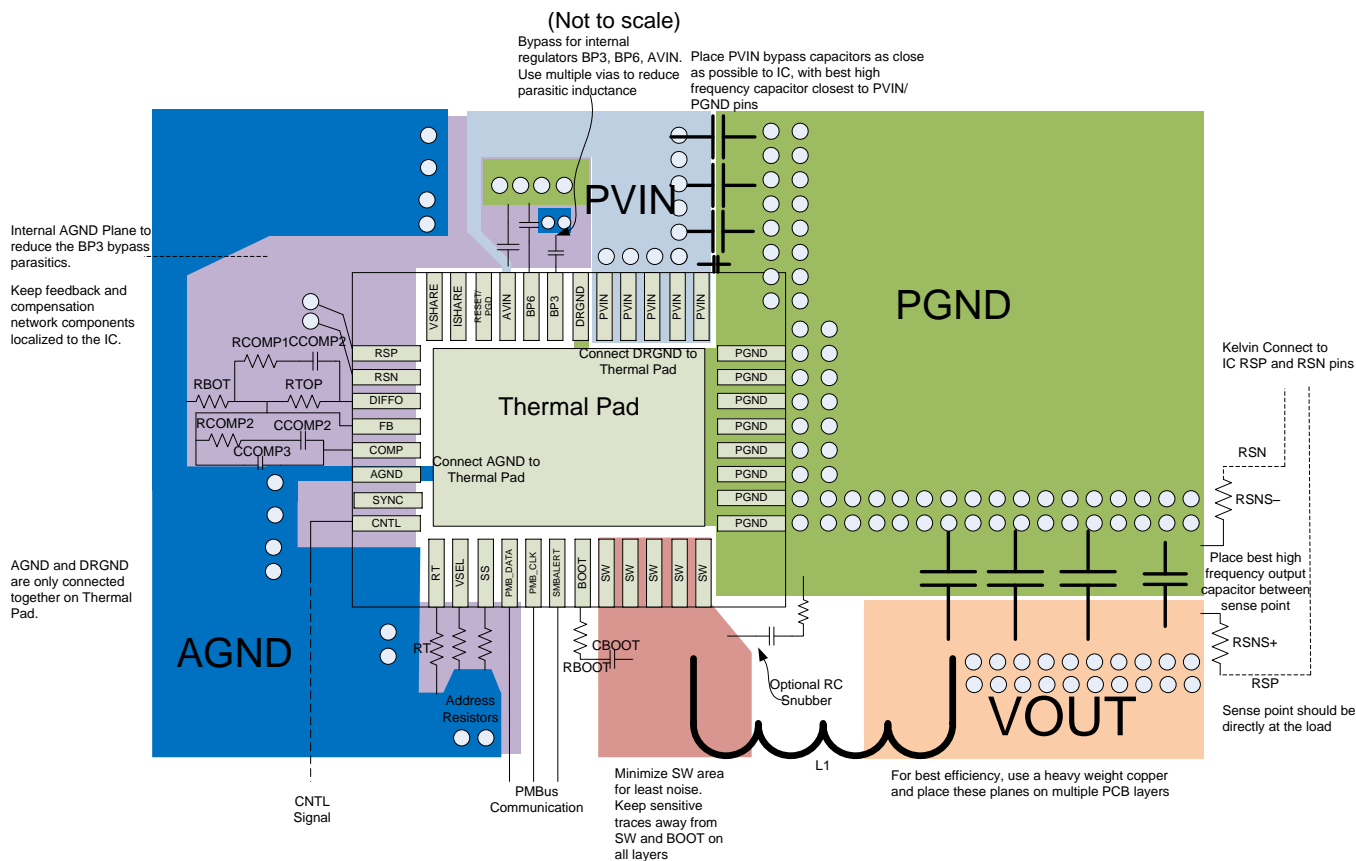 (Not to scale)
Bypass for internal
regulators BP3, BP6, AVIN.
Use multiple vias to reduce
parasitic inductance
Place PVIN bypass capacitors as close
as possible to IC, with best high
frequency capacitor closest to PVIN/
PGND pins
PVIN
PGND
Internal AGND Plane to
reduce the BP3 bypass
parasitics.
Keep feedback and
compensation
network components
localized to the IC.
VSHARE
ISHARE
RESET/
PGD
AVIN
BP6
BP3
DRGND
PVIN
PVIN
PVIN
PVIN
PVIN
RCOMP1
CCOMP2
RBOT
RTOP
RCOMP2
CCOMP2
CCOMP3
RSP
RSN
DIFFO
FB
COMP
AGND
SYNC
CNTL
Connect DRGND to
Thermal Pad
Thermal Pad
Connect AGND to
Thermal Pad
PGND
PGND
PGND
PGND
PGND
PGND
PGND
PGND
Kelvin Connect to
IC RSP and RSN pins
RSN
RSNS–
Place best high
frequency output
capacitor between
sense point
RSNS+
RSP
Sense point should be
directly at the load
AGND and DRGND
are only connected
together on Thermal
Pad.
AGND
RT
VSEL
SS
PMB_DATA
PMB_CLK
SMBALERT
BOOT
SW
SW
SW
SW
SW
RT
CBOOT
RBOOT
Address
Resistors
Optional RC
Snubber
VOUT
L1
CNTL
Signal
PMBus
Communication
Minimize SW area
for least noise.
Keep sensitive
traces away from
SW and BOOT on
all layers
For best efficiency, use a heavy weight copper
and place these planes on multiple PCB layers